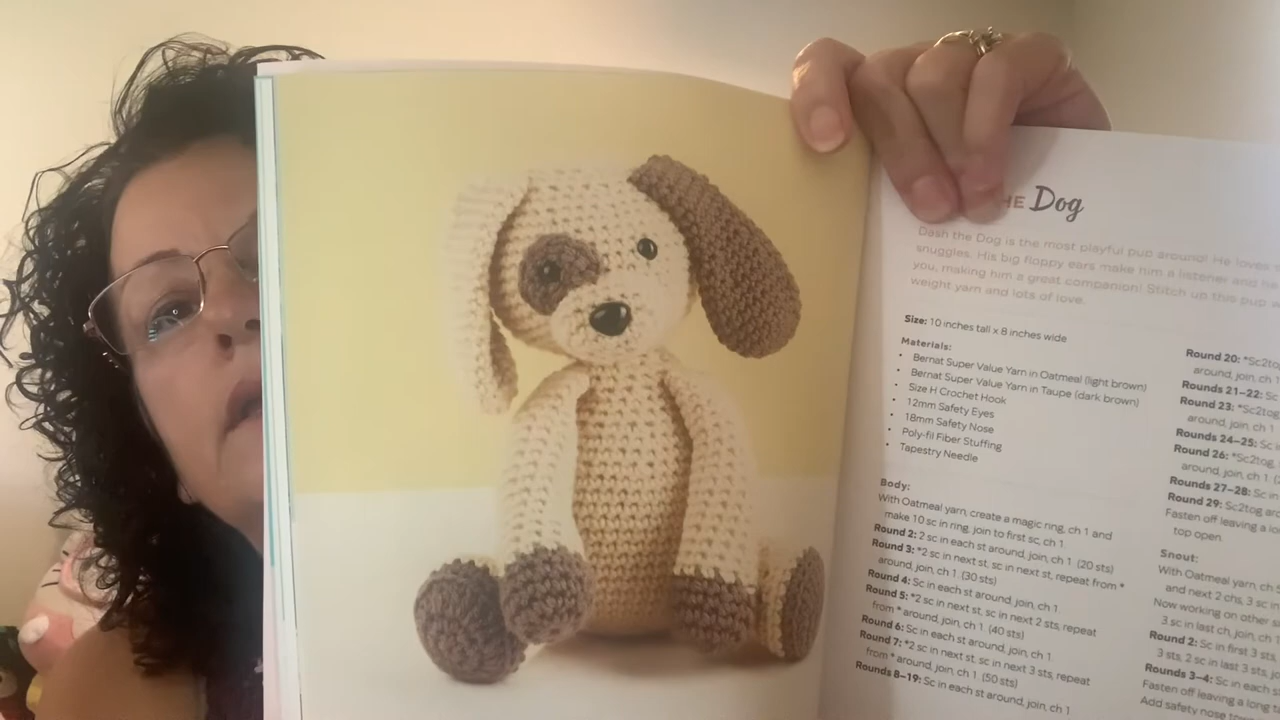 HE Dog
Dash the Dog is the most playful pup around! He loves
snuggles. His big floppy ears make him a listener and he
you, making him a great companion! Stitch up this pup
weight yarn and lots of love.
Size: 10 inches tall x 8 inches wide
Materials:
• Bernat Super Value Yarn in Oatmeal (light brown)
• Bernat Super Value Yarn in Taupe (dark brown)
• Size H Crochet Hook
• 12mm Safety Eyes
• 18mm Safety Nose
• Poly-fil Fiber Stuffing
• Tapestry Needle
Body:
With Oatmeal yarn, create a magic ring, ch 1 and
make 10 sc in ring, join to first sc, ch 1.
Round 2: 2 sc in each st around, join, ch 1. (20 sts)
Round 3: *2 sc in next st, sc in next st, repeat from *
around, join, ch 1. (30 sts)
Round 4: Sc in each st around, join, ch 1.
Round 5: *2 sc in next st, sc in next 2 sts, repeat
from * around, join, ch 1. (40 sts)
Round 6: Sc in each st around, join, ch 1.
Round 7: *2 sc in next st, sc in next 3 sts, repeat
from * around, join, ch 1. (50 sts)
Rounds 8–19: Sc in each st around, join, ch 1.
Round 20: *Sc2tog
around, join, ch 1.
Rounds 21–22: Sc
Round 23: *Sc2tog,
around, join, ch 1.
Rounds 24–25: Sc
Round 26: *Sc2tog,
around, join, ch 1. (
Rounds 27–28: Sc in
Round 29: Sc2tog aro
Fasten off leaving a lo
top open.
Snout:
With Oatmeal yarn, ch
and next 2 chs, 3 sc in
Now working on other si
3 sc in last ch, join, ch 1
Round 2: Sc in first 3 sts,
3 sts, 2 sc in last 3 sts, jo
Rounds 3–4: Sc in each st
Fasten off leaving a long t
Add safety nose